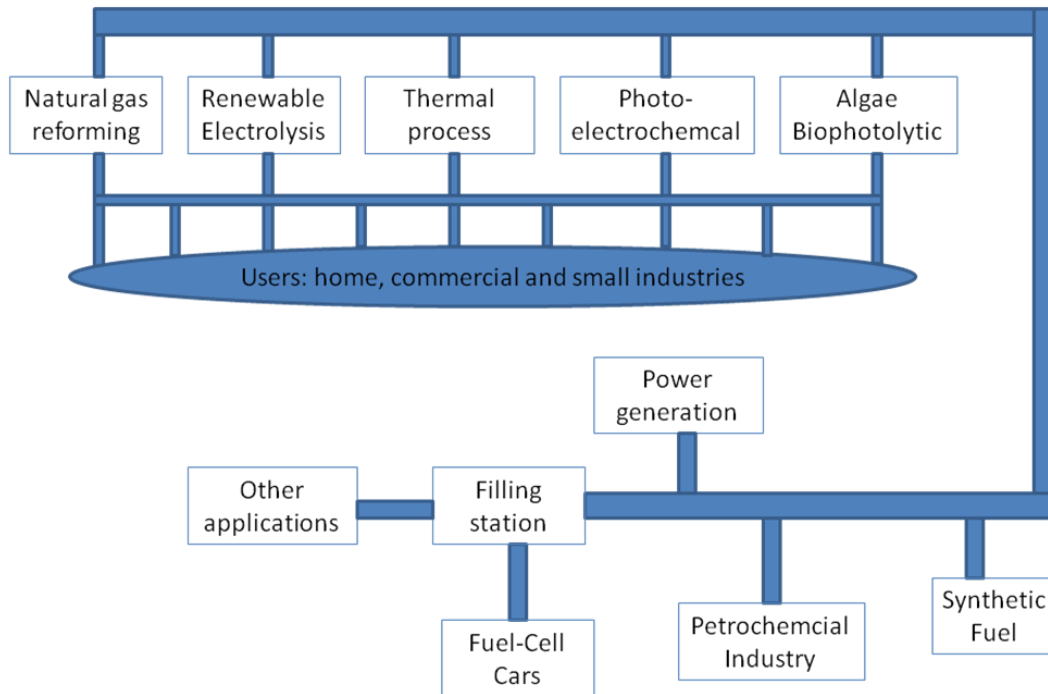 Natural gas
reforming
Renewable
Electrolysis
Thermal
process
Photo-
electrochemcal
Algae
Biophotolytic
Users: home, commercial and small industries
Power
generation
Other
applications
Filling
station
Fuel-Cell
Cars
Petrochemcial
Industry
Synthetic
Fuel